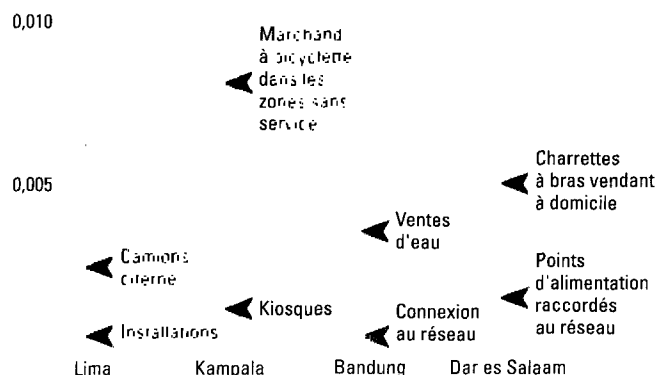 0,010
Marchand
à bicyclette
dans les
zones sans
service
0,005
Charrettes
à bras vendant
à domicile
Ventes
d'eau
Camions
citerne
Points
d'alimentation
raccordés
au réseau
Kiosques
Connexion
au réseau
Installations
Lima
Kampala
Bandung
Dar es Salaam